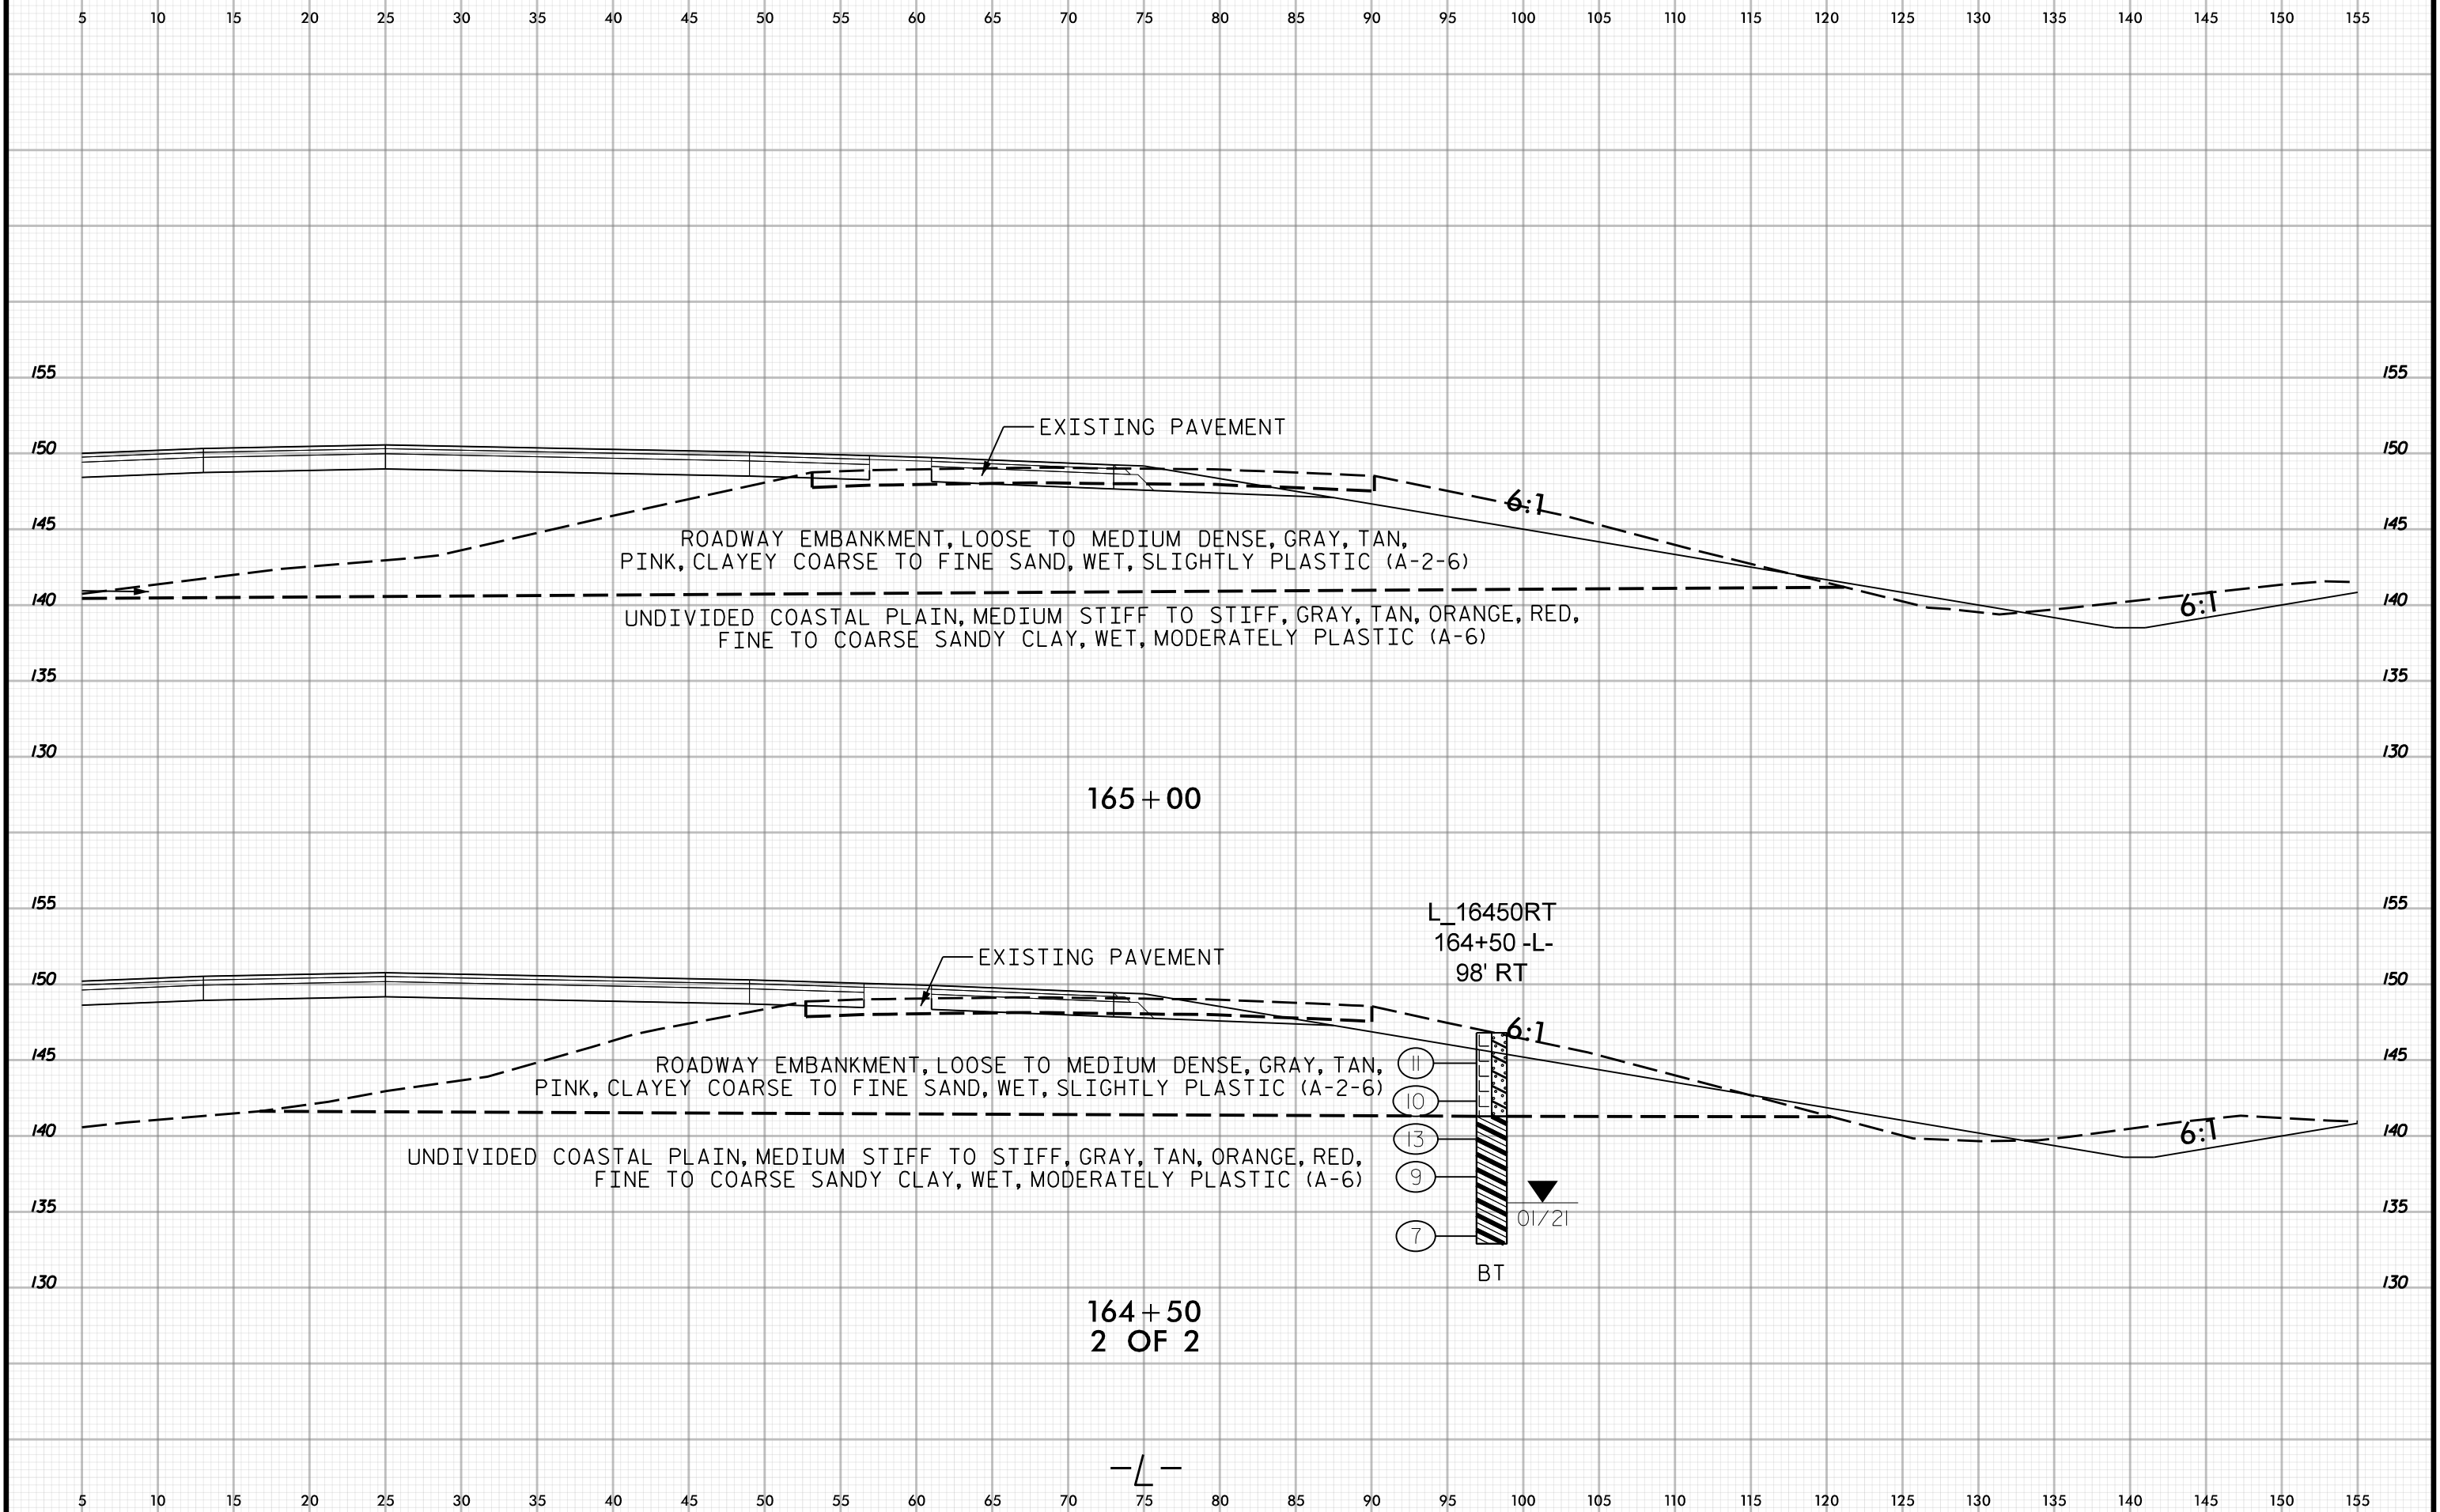 5 10 15 20 25 30 35 40 45 50 55 60 65 70 75 80 85 90 95 100 105 110 115 120 125 130 135 140 145 150 155
155 155
EXISTING PAVEMENT
150 150
6:1
145 145
ROADWAY EMBANKMENT, LOOSE TO MEDIUM DENSE, GRAY, TAN,
PINK, CLAYEY COARSE TO FINE SAND, WET, SLIGHTLY PLASTIC (A-2-6)
140 6:1 140
UNDIVIDED COASTAL PLAIN, MEDIUM STIFF TO STIFF, GRAY, TAN, ORANGE, RED,
FINE TO COARSE SANDY CLAY, WET, MODERATELY PLASTIC (A-6)
135 135
130 130
165+00
155 155
L_16450RT
164+50 -L-
98' RT
EXISTING PAVEMENT
150 150
6:1
145 145
ROADWAY EMBANKMENT, LOOSE TO MEDIUM DENSE, GRAY, TAN,
11
PINK, CLAYEY COARSE TO FINE SAND, WET, SLIGHTLY PLASTIC (A-2-6)
10
140 13 6:1 140
UNDIVIDED COASTAL PLAIN, MEDIUM STIFF TO STIFF, GRAY, TAN, ORANGE, RED,
FINE TO COARSE SANDY CLAY, WET, MODERATELY PLASTIC (A-6)
9
135 135
01/21
7
BT
130 130
164+50
2 OF 2
-L-
5 10 15 20 25 30 35 40 45 50 55 60 65 70 75 80 85 90 95 100 105 110 115 120 125 130 135 140 145 150 155